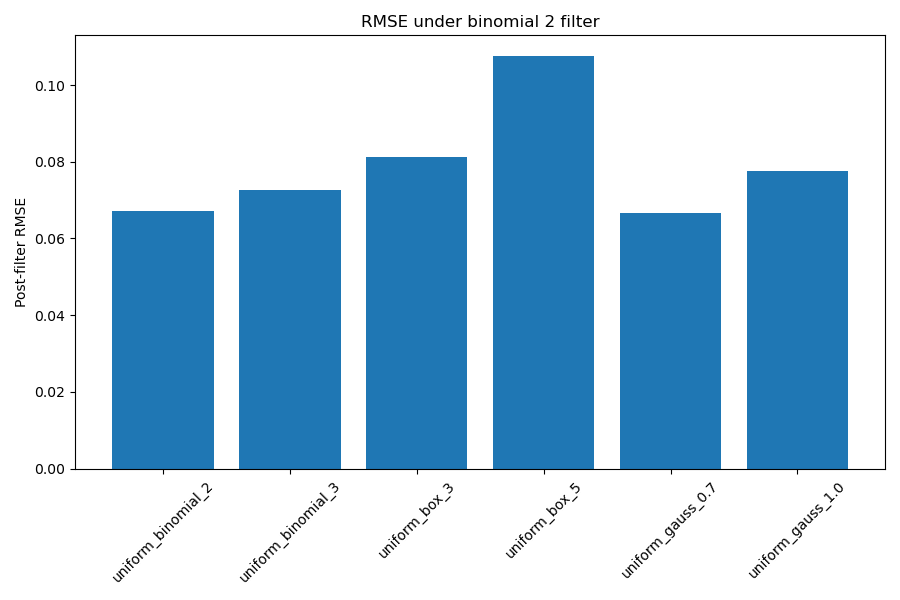 RMSE under binomial 2 filter
Post-filter RMSE
0.10
0.08
0.06
0.04
0.02
0.00
uniform_binomial_2
uniform_binomial_3
uniform_box_3
uniform_box_5
uniform_gauss_0.7
uniform_gauss_1.0